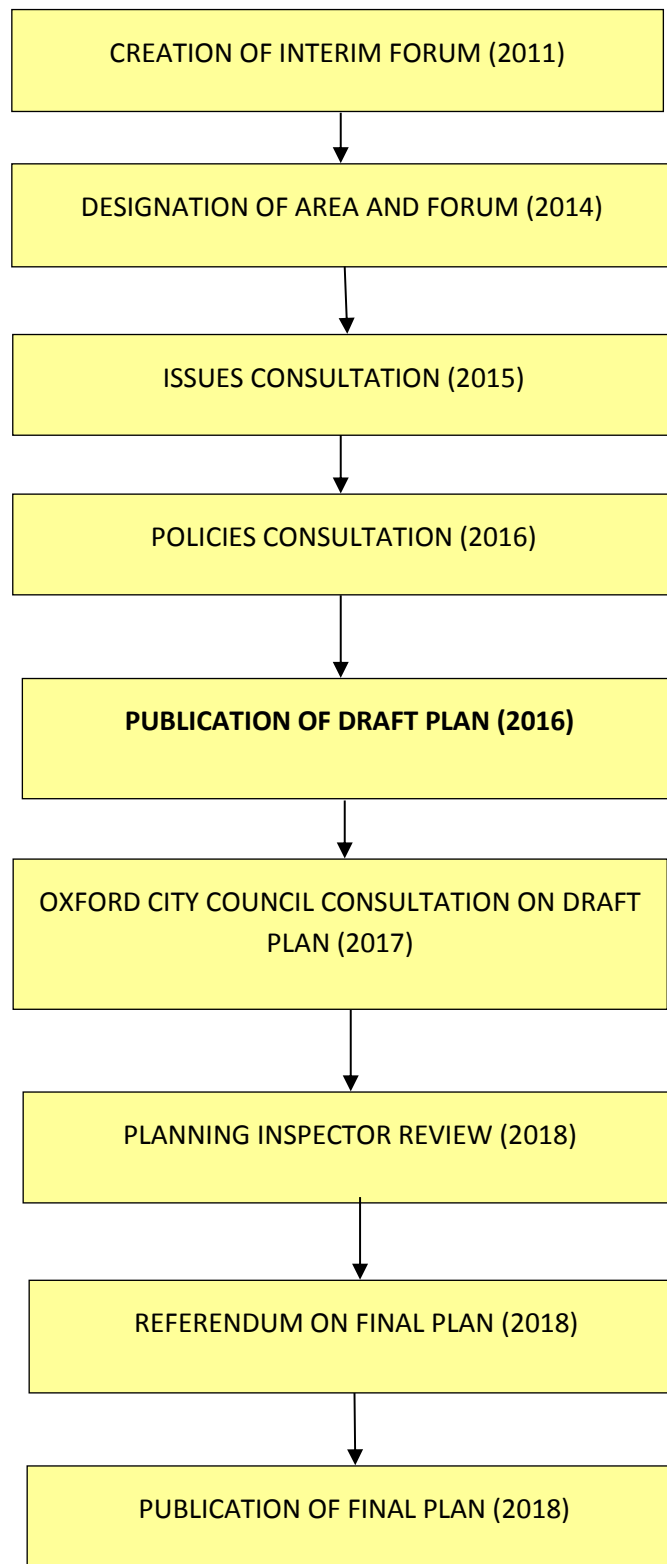 CREATION OF INTERIM FORUM (2011)
DESIGNATION OF AREA AND FORUM (2014)
ISSUES CONSULTATION (2015)
POLICIES CONSULTATION (2016)
PUBLICATION OF DRAFT PLAN (2016)
OXFORD CITY COUNCIL CONSULTATION ON DRAFT
PLAN (2017)
PLANNING INSPECTOR REVIEW (2018)
REFERENDUM ON FINAL PLAN (2018)
PUBLICATION OF FINAL PLAN (2018)